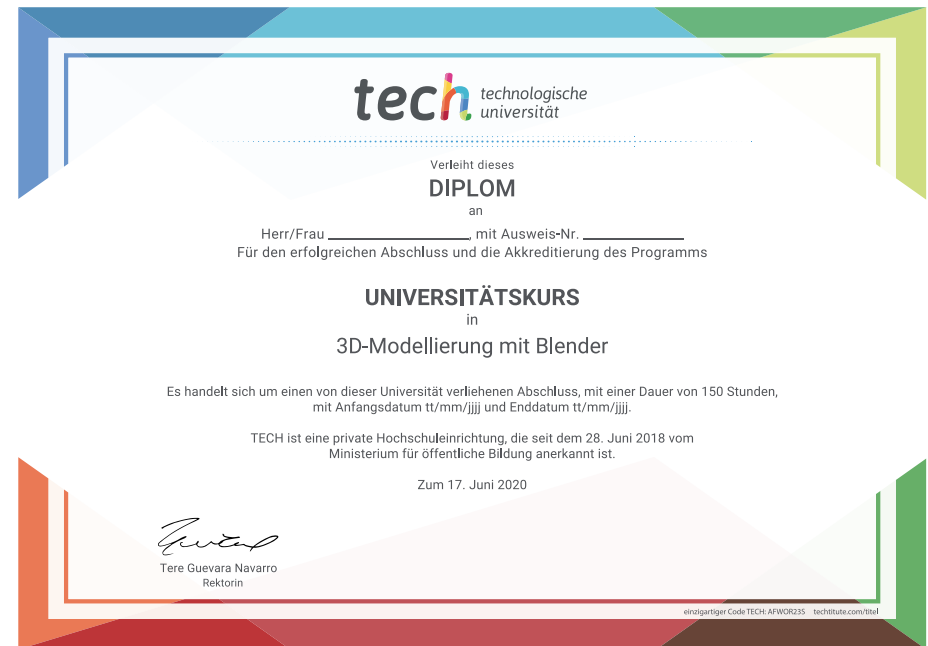 tech technologische
universität
Verleiht dieses
DIPLOM
an
Herr/Frau ____________, mit Ausweis-Nr. ____________
Für den erfolgreichen Abschluss und die Akkreditierung des Programms
UNIVERSITÄTSKURS
in
3D-Modellierung mit Blender
Es handelt sich um einen von dieser Universität verliehenen Abschluss, mit einer Dauer von 150 Stunden,
mit Anfangsdatum tt/mm/jjjj und Enddatum tt/mm/jjjj.
TECH ist eine private Hochschuleinrichtung, die seit dem 28. Juni 2018 vom
Ministerium für öffentliche Bildung anerkannt ist.
Zum 17. Juni 2020
Tere Guevara Navarro
Rektorin
einzigartiger Code TECH: AFWOR23S techtitute.com/titel